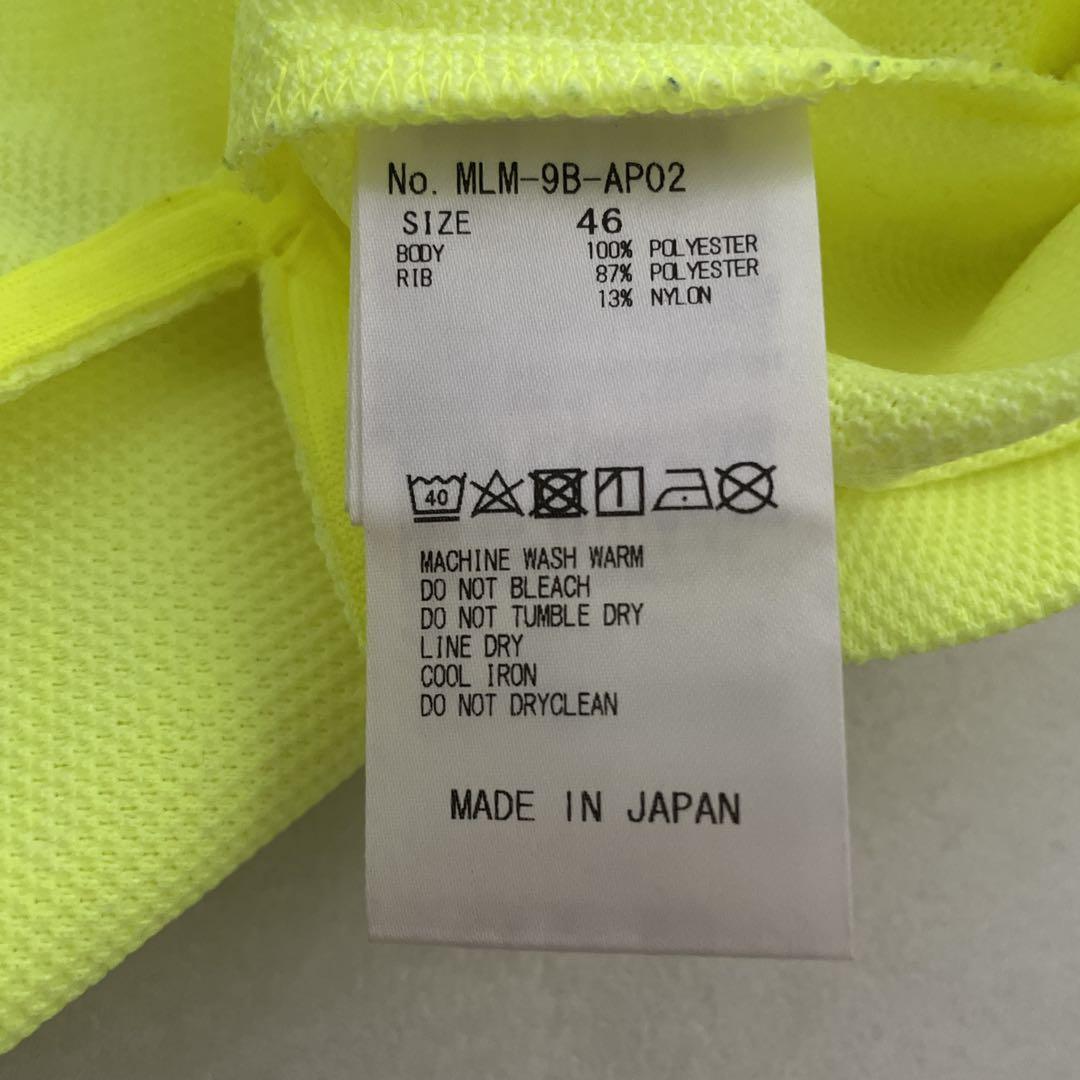 No. MLM-9B-AP02
SIZE 46
BODY 100% POLYESTER
RIB 87% POLYESTER
13% NYLON
40
MACHINE WASH WARM
DO NOT BLEACH
DO NOT TUMBLE DRY
LINE DRY
COOL IRON
DO NOT DRYCLEAN
MADE IN JAPAN